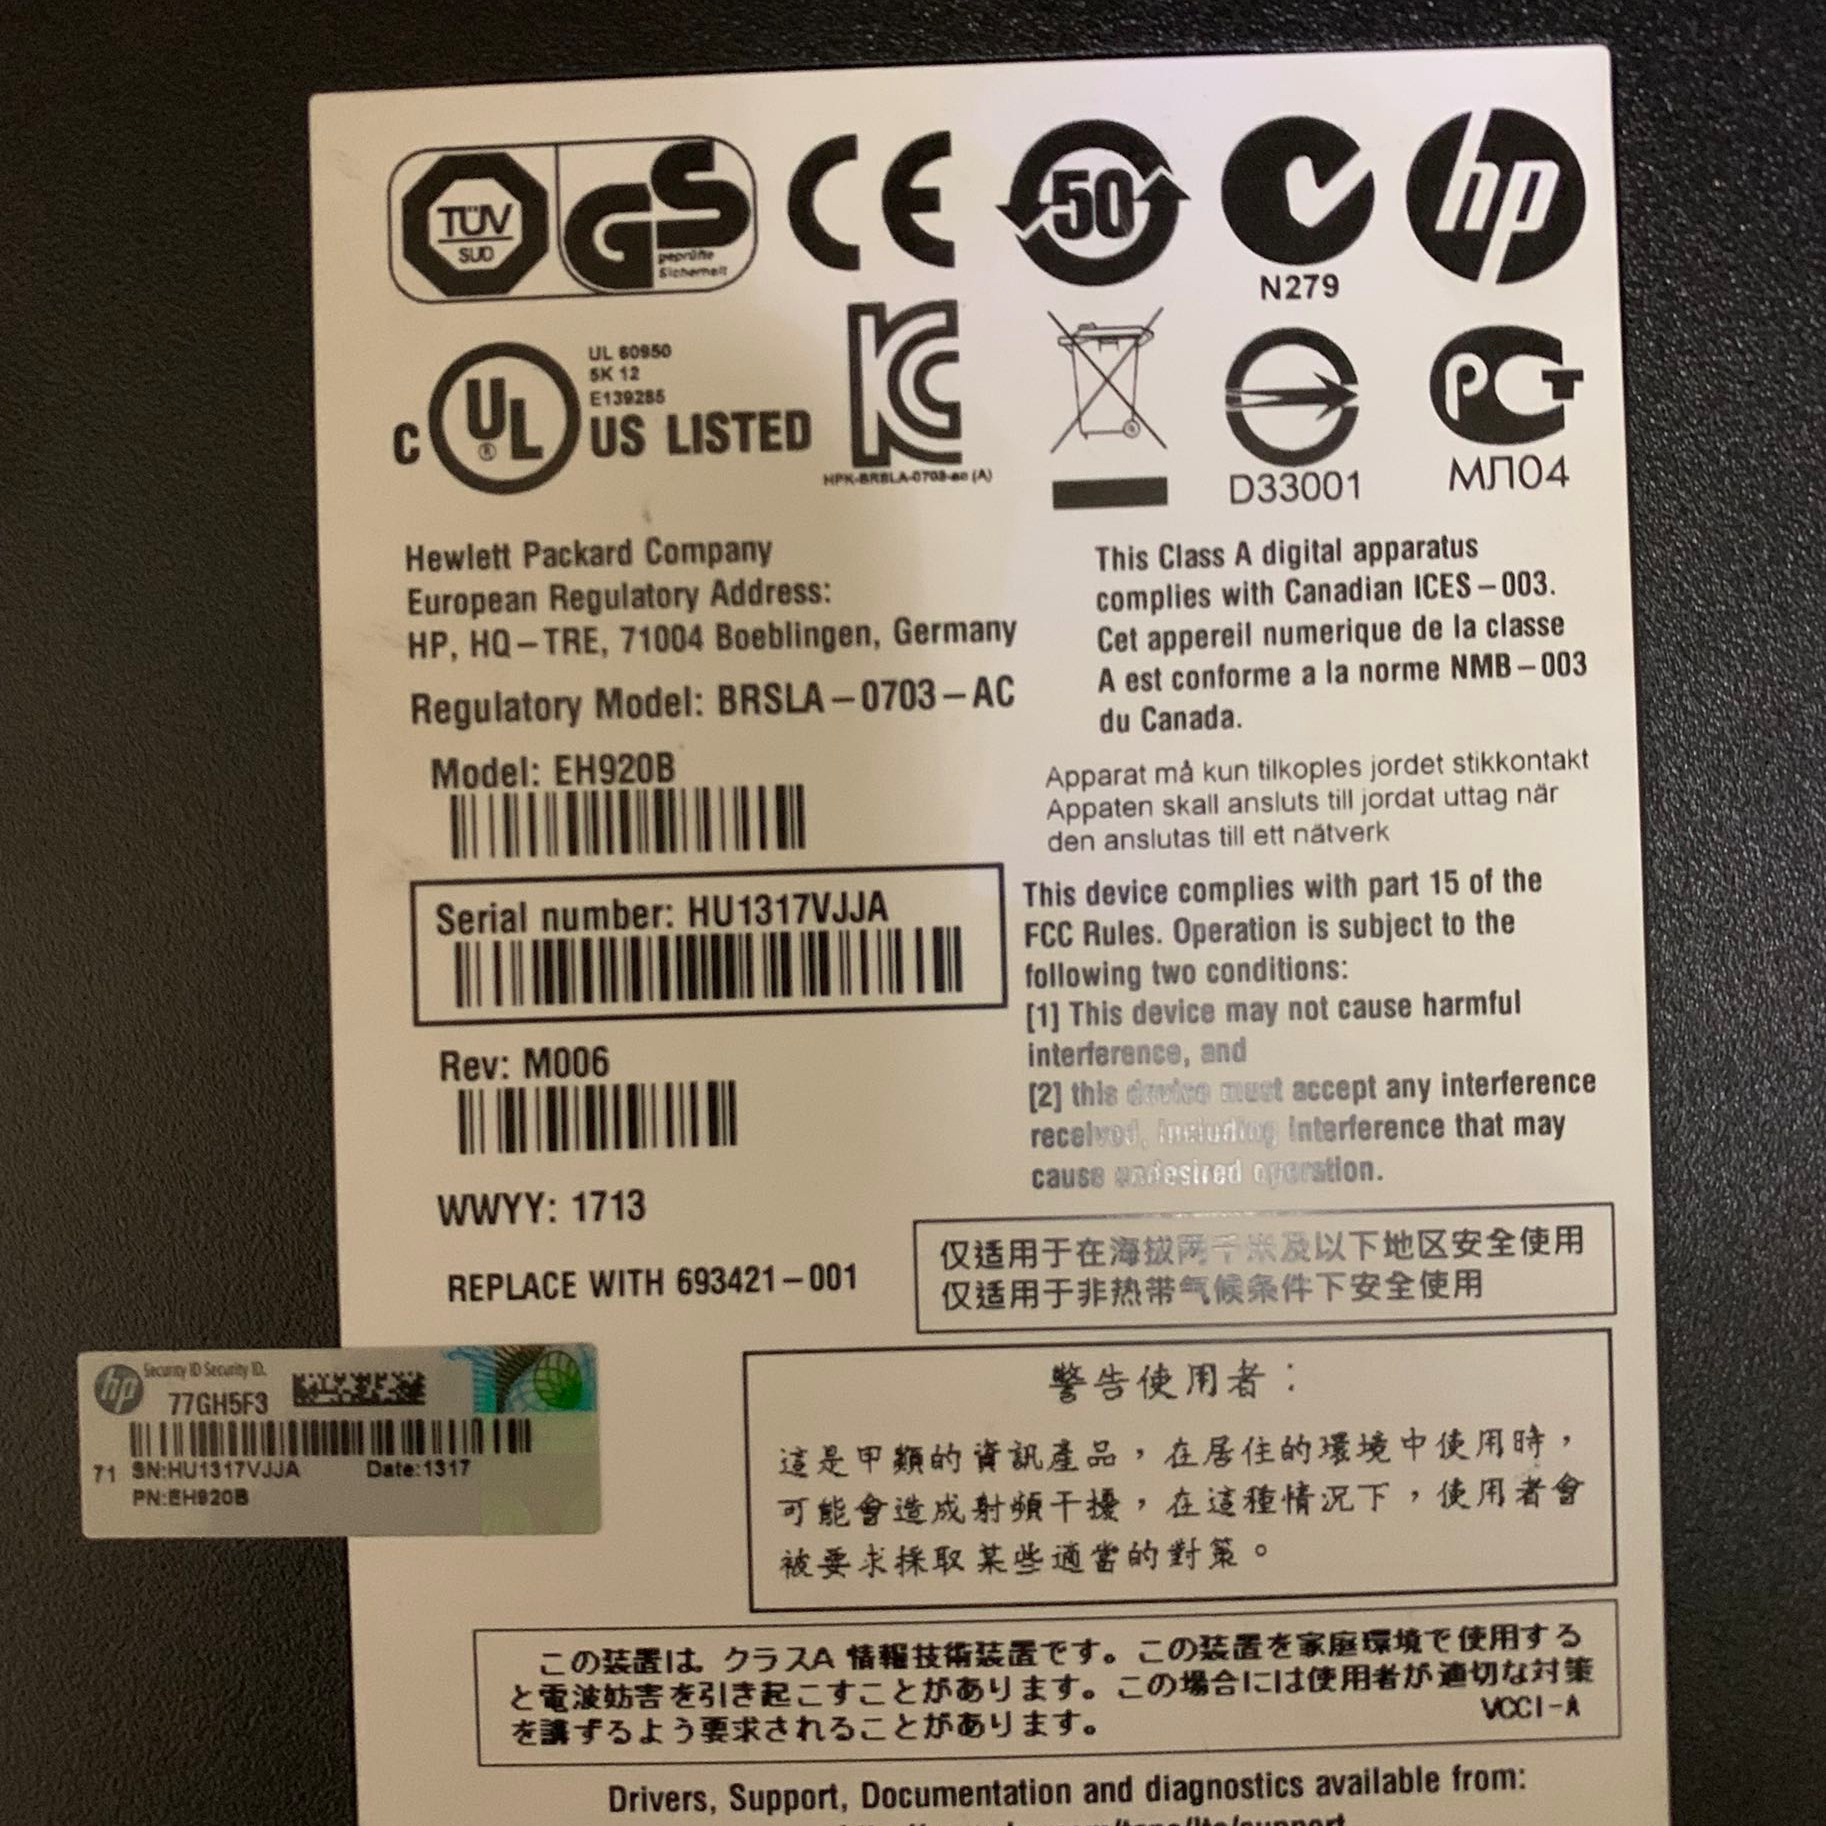 TÜV
SÜD
GS
geprüfte
Sicherheit
CE
50
N279
hp
C UL ® US LISTED
UL 60950
5K 12
E139285
KC
HPK-BRSLA-0703-ac (A)
D33001
PCT
МЛ04
Hewlett Packard Company
European Regulatory Address:
HP, HQ-TRE, 71004 Boeblingen, Germany
Regulatory Model: BRSLA-0703-AC
Model: EH920B
Serial number: HU1317VJJA
Rev: M006
WWYY: 1713
REPLACE WITH 693421-001
This Class A digital apparatus
complies with Canadian ICES-003.
Cet appereil numerique de la classe
A est conforme a la norme NMB-003
du Canada.
Apparat må kun tilkoples jordet stikkontakt
Appaten skall ansluts till jordat uttag när
den anslutas till ett nätverk
This device complies with part 15 of the
FCC Rules. Operation is subject to the
following two conditions:
[1] This device may not cause harmful
interference, and
[2] this device must accept any interference
received, including interference that may
cause undesired operation.
仅适用于在海拔两千米及以下地区安全使用
仅适用于非热带气候条件下安全使用
hp
Security ID Security ID.
77GH5F3
71 SN:HU1317VJJA Date:1317
PN:EH920B
警告使用者：
這是甲類的資訊產品，在居住的環境中使用時，
可能會造成射頻干擾，在這種情況下，使用者會
被要求採取某些適當的對策。
この装置は、クラスA 情報技術装置です。この装置を家庭環境で使用する
と電波妨害を引き起こすことがあります。この場合には使用者が適切な対策
を講ずるよう要求されることがあります。
VCCI-A
Drivers, Support, Documentation and diagnostics available from: